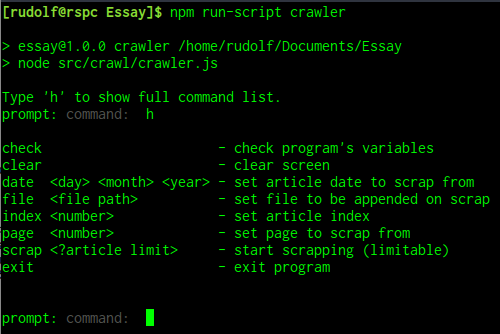 [rudolf@rspc Essay]$ npm run-script crawler
> essay@1.0.0 crawler /home/rudolf/Documents/Essay
> node src/crawl/crawler.js
Type 'h' to show full command list.
prompt: command:  h
check                  - check program's variables
clear                  - clear screen
date  <day> <month> <year> - set article date to scrap from
file  <file path>      - set file to be appended on scrap
index <number>         - set article index
page  <number>         - set page to scrap from
scrap <?article limit> - start scrapping (limitable)
exit                   - exit program
prompt: command: